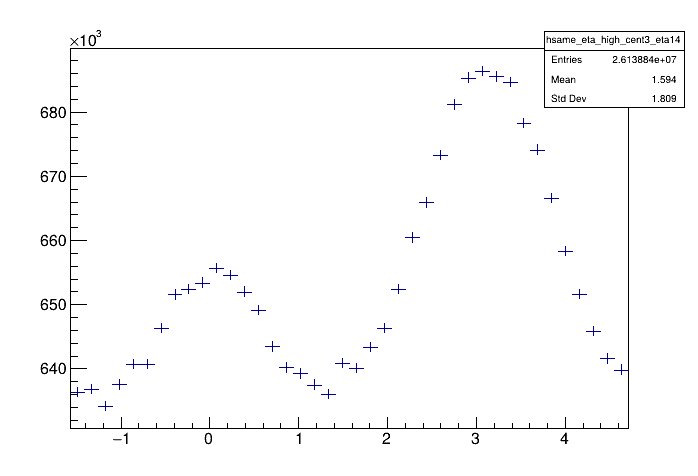 ×10³
hsame_eta_high_cent3_eta14
Entries 2.613884e+07
Mean 1.594
Std Dev 1.809
680
670
660
650
640
−1 0 1 2 3 4